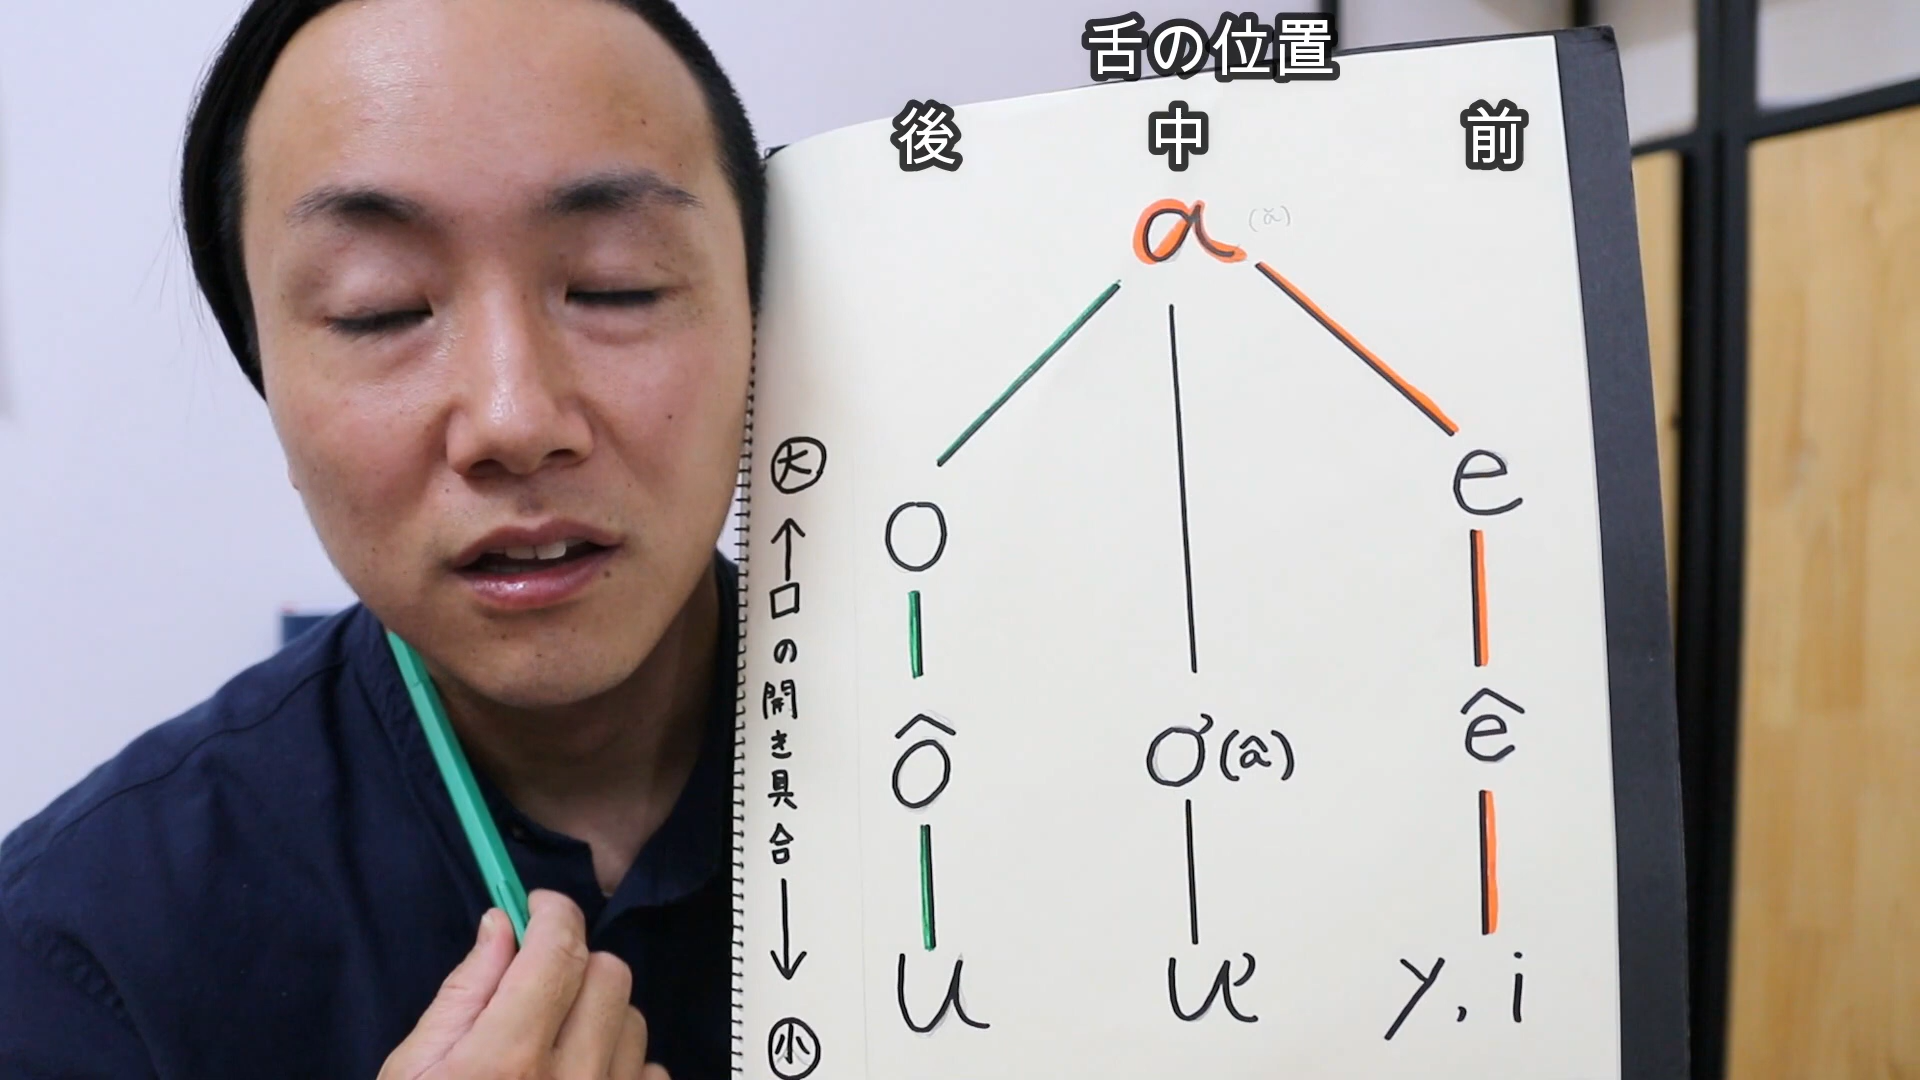 舌の位置
後 中 前
a (ă)
o e
ô ơ(â) ê
u ư y, i
大
↑
口の開き具合
↓
小